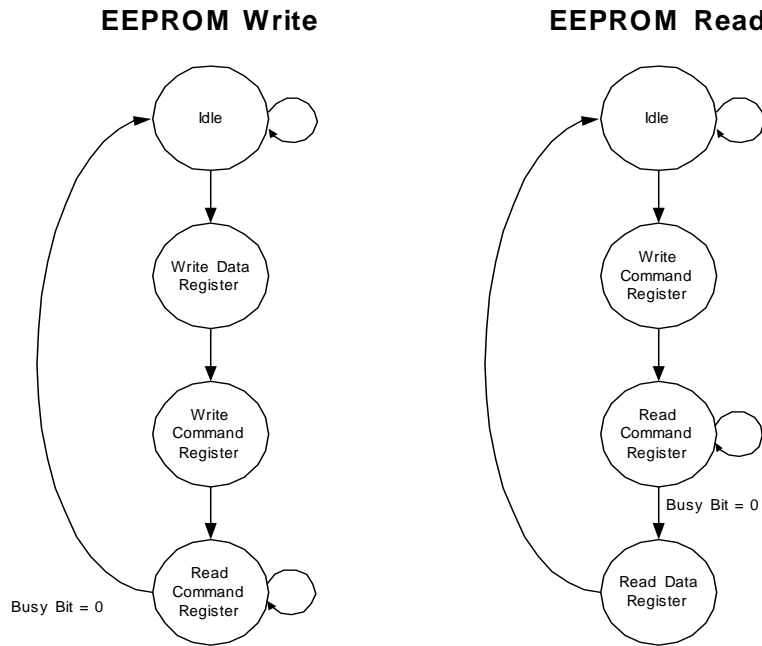 EEPROM Write
Idle
Write Data
Register
Write
Command
Register
Read
Command
Register
Busy Bit = 0
EEPROM Read
Idle
Write
Command
Register
Read
Command
Register
Busy Bit = 0
Read Data
Register